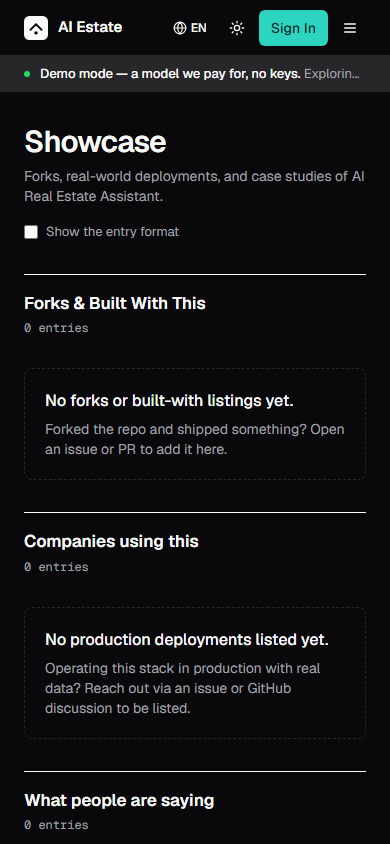 AI Estate
EN
Sign In
Demo mode — a model we pay for, no keys. Explorin...
Showcase
Forks, real-world deployments, and case studies of AI
Real Estate Assistant.
Show the entry format
Forks & Built With This
0 entries
No forks or built-with listings yet.
Forked the repo and shipped something? Open
an issue or PR to add it here.
Companies using this
0 entries
No production deployments listed yet.
Operating this stack in production with real
data? Reach out via an issue or GitHub
discussion to be listed.
What people are saying
0 entries